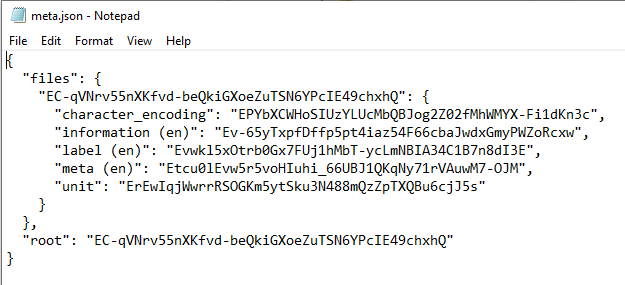 meta.json - Notepad
File Edit Format View Help
{
  "files": {
    "EC-qVNrv55nXKfvd-beQkiGXoeZuTSN6YPcIE49chxhQ": {
      "character_encoding": "EPYbXCWHoSIUzYLUcMbQBJog2Z02fMhWMYX-Fi1dKn3c",
      "information (en)": "Ev-65yTxpfDffp5pt4iaz54F66cbaJwdxGmyPWZoRcxw",
      "label (en)": "Evwkl5xOtrb0Gx7FUj1hMbT-ycLmNBIA34C1B7n8dI3E",
      "meta (en)": "Etcu0lEvw5r5voHIuhi_66UBJ1QKqNy71rVAuwM7-OJM",
      "unit": "ErEwIqjWwrrRSOGKm5ytSku3N488mQzZpTXQBu6cjJ5s"
    }
  },
  "root": "EC-qVNrv55nXKfvd-beQkiGXoeZuTSN6YPcIE49chxhQ"
}